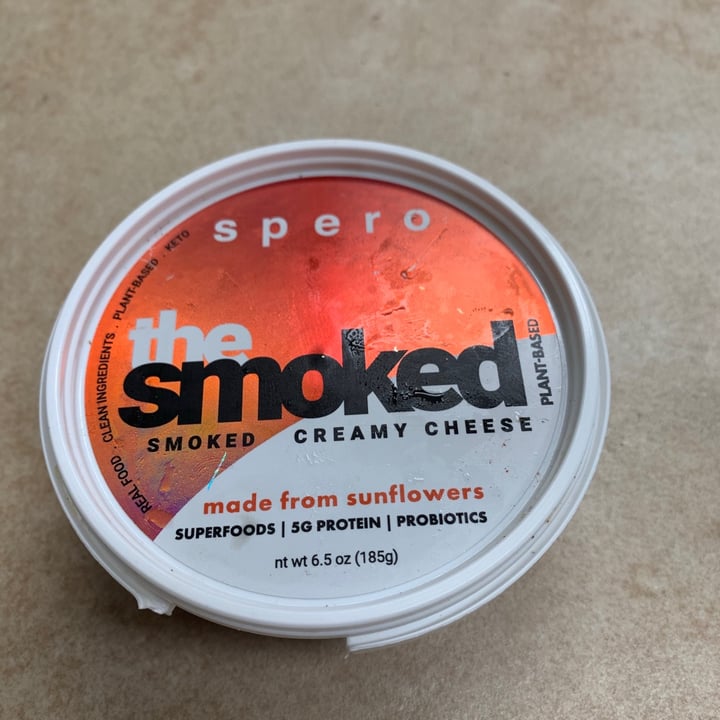 spero
REAL FOOD · CLEAN INGREDIENTS · PLANT-BASED · KETO
the
smoked
SMOKED CREAMY CHEESE
PLANT-BASED
made from sunflowers
SUPERFOODS | 5G PROTEIN | PROBIOTICS
nt wt 6.5 oz (185g)